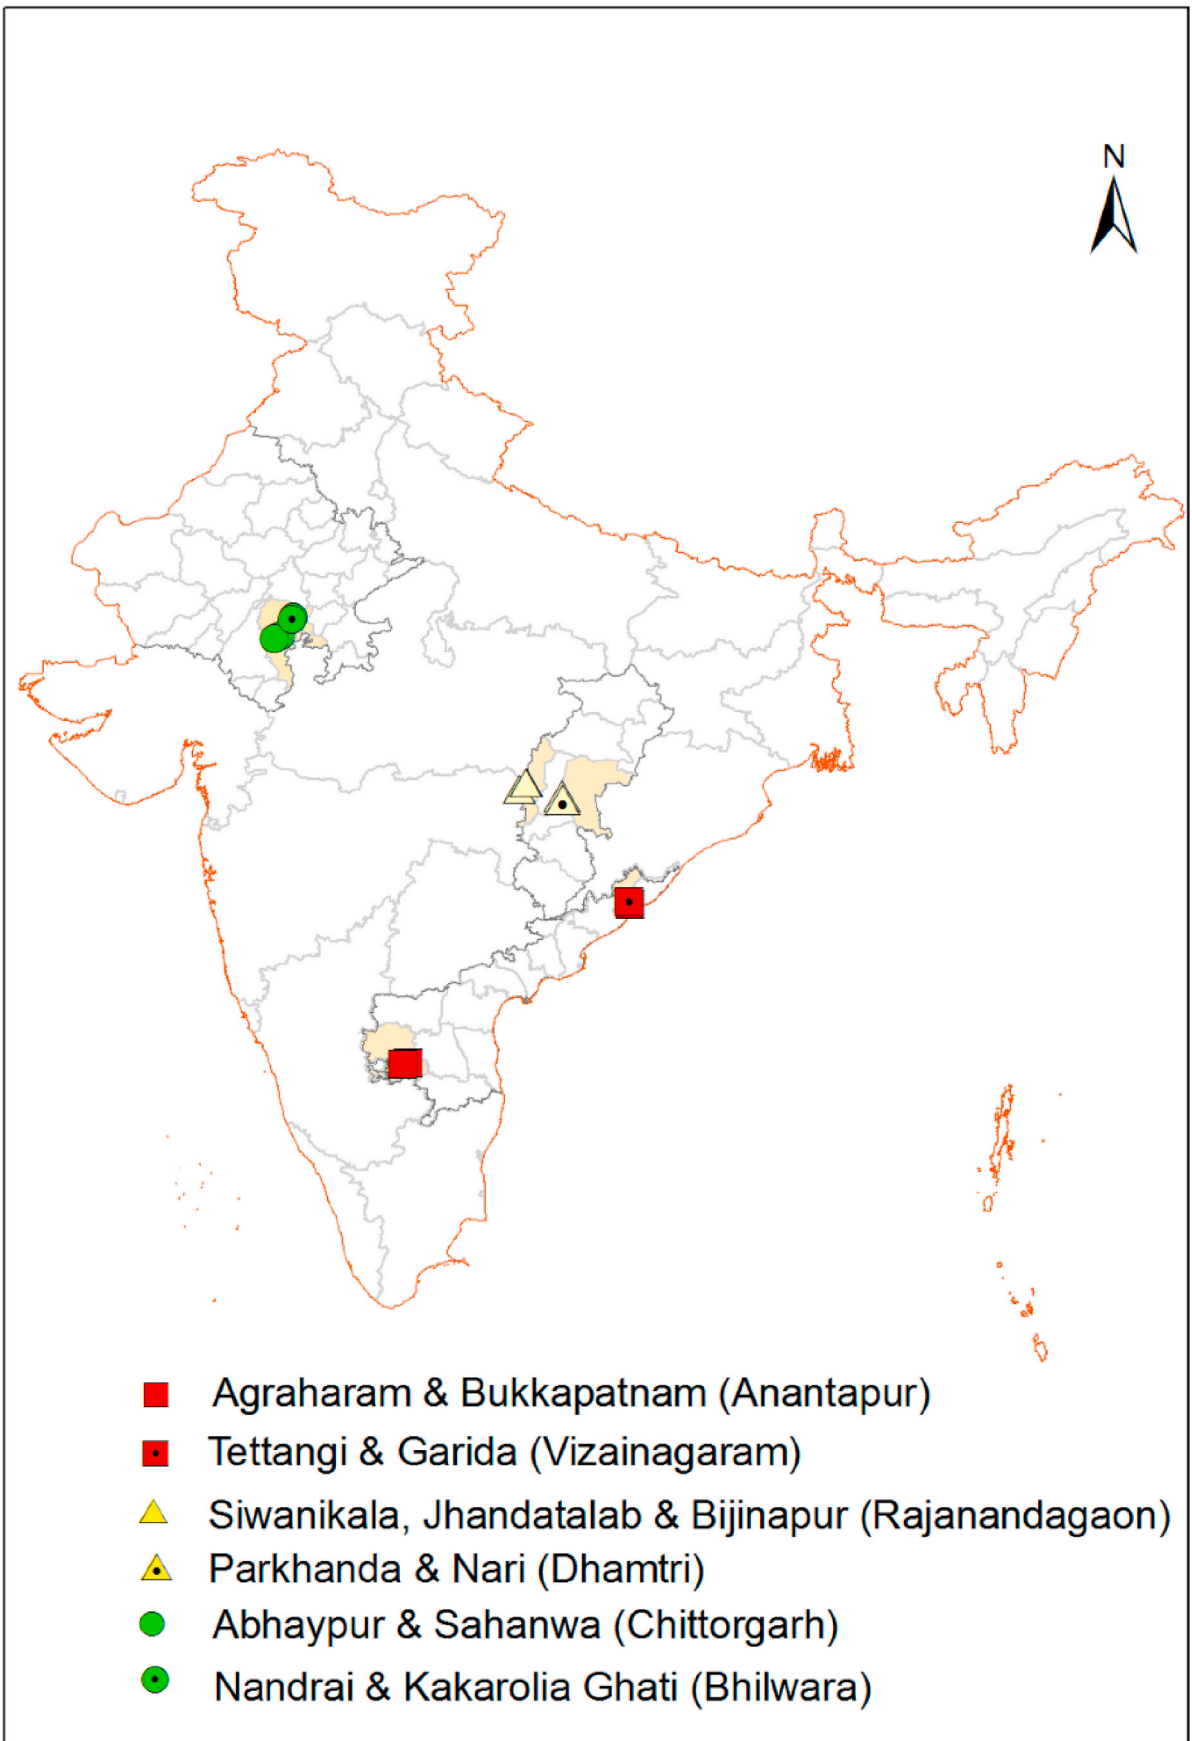 N
Agraharam & Bukkapatnam (Anantapur)
Tettangi & Garida (Vizainagaram)
Siwanikala, Jhandatalab & Bijinapur (Rajanandagaon)
Parkhanda & Nari (Dhamtri)
Abhaypur & Sahanwa (Chittorgarh)
Nandrai & Kakarolia Ghati (Bhilwara)